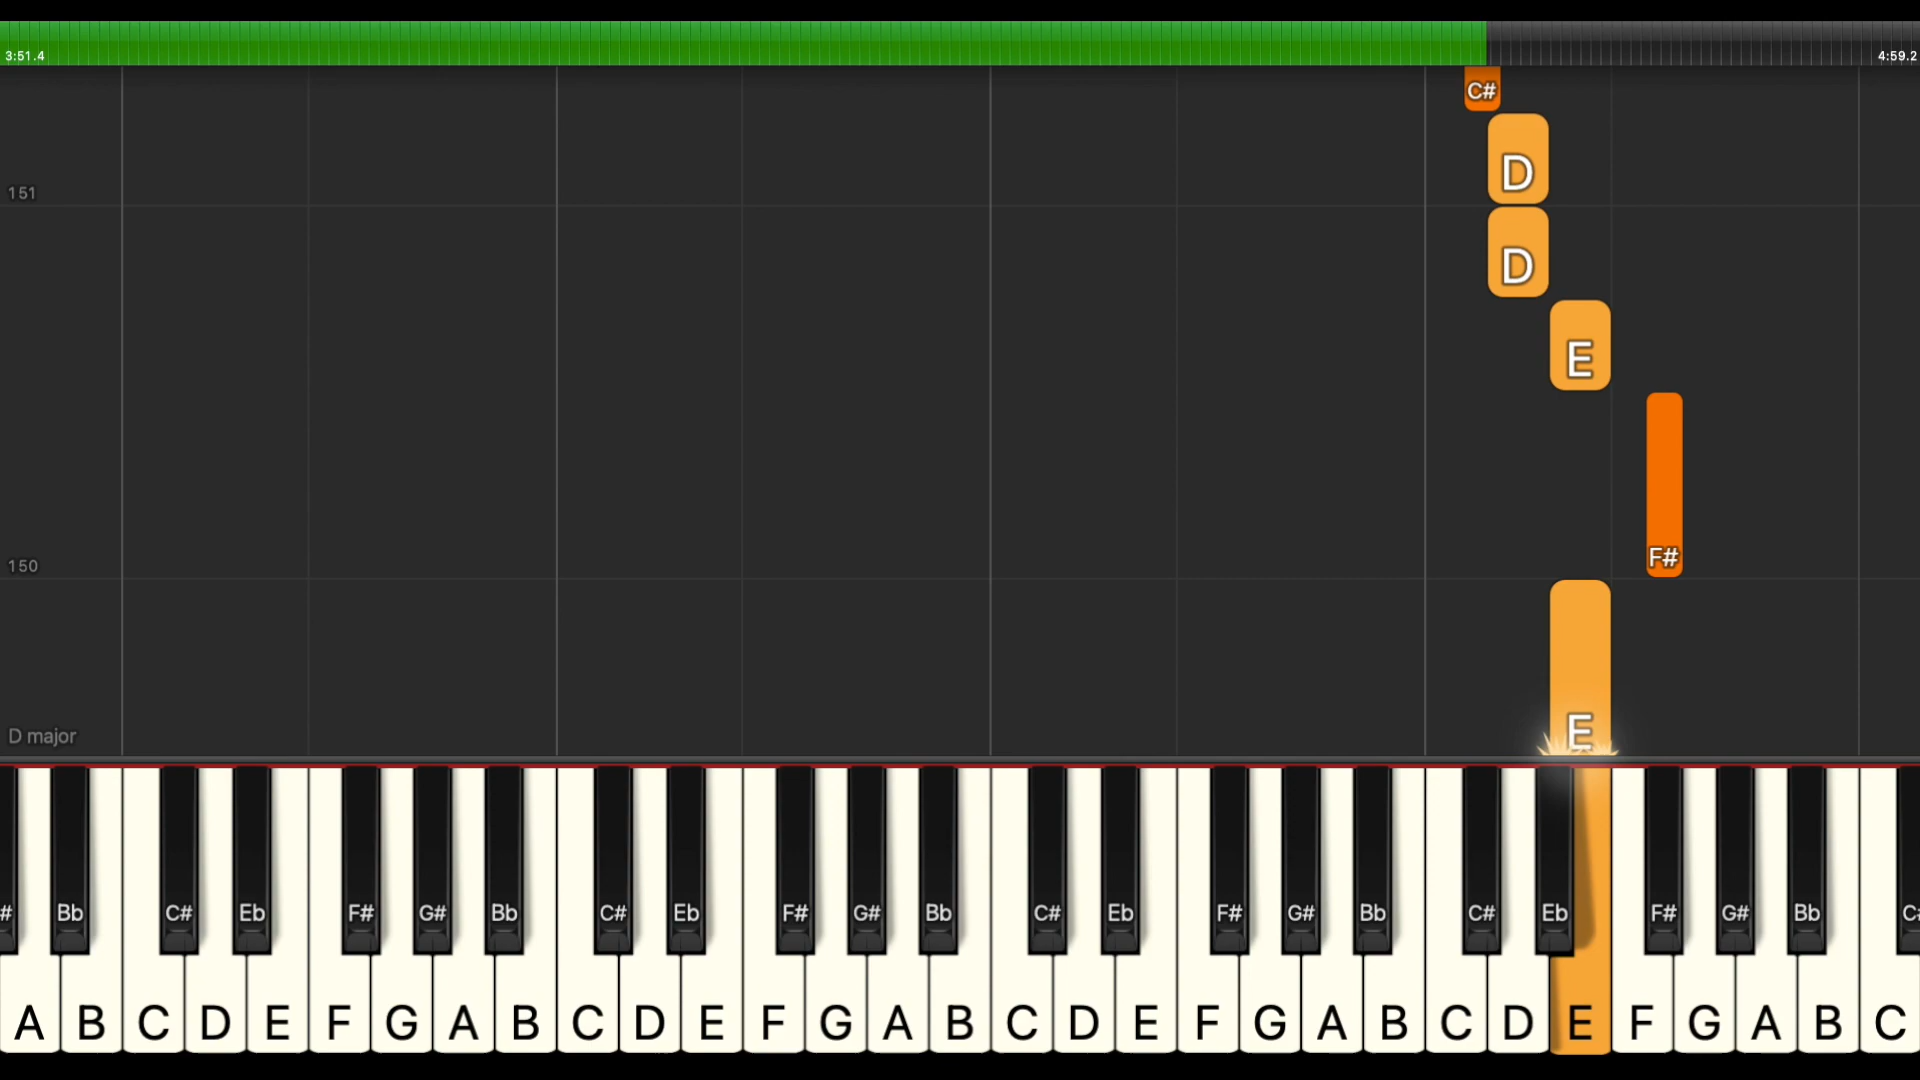 3:51.4 4:59.2
C#
D
151
D
E
F#
150
E
D major
# Bb C# Eb F# G# Bb C# Eb F# G# Bb C# Eb F# G# Bb C# Eb F# G# Bb C#
A B C D E F G A B C D E F G A B C D E F G A B C D E F G A B C